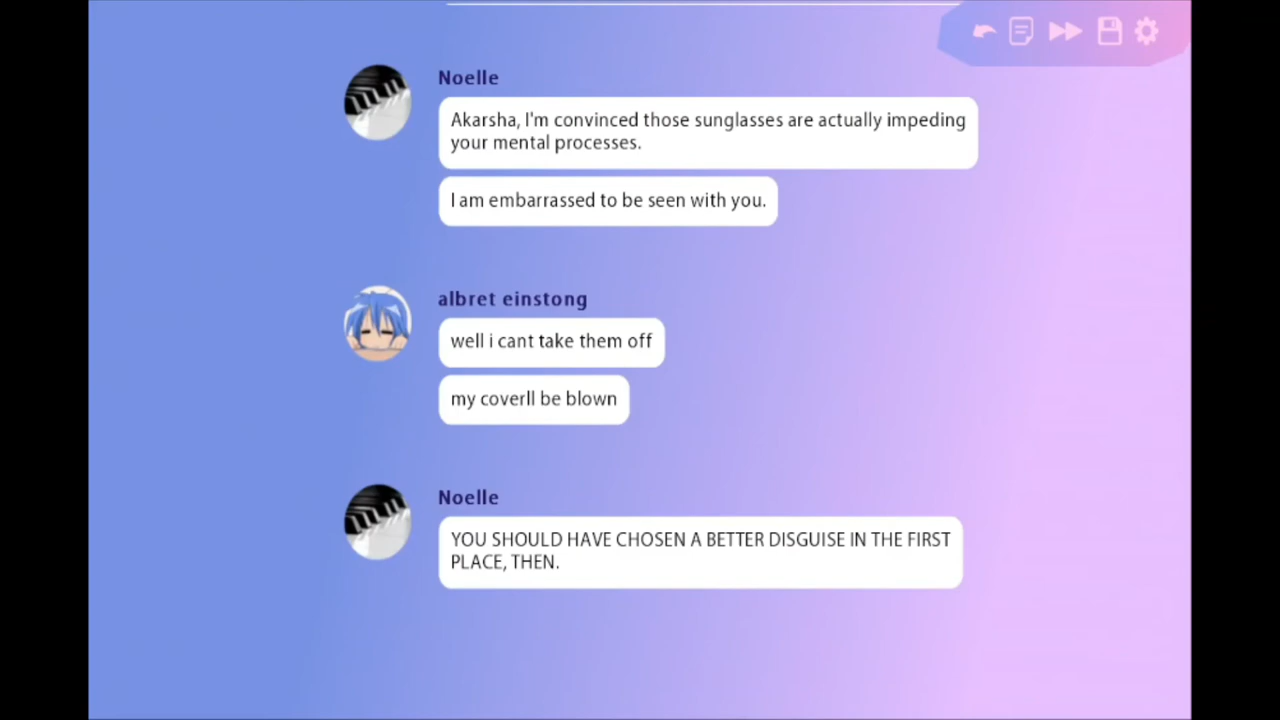 Noelle
Akarsha, I'm convinced those sunglasses are actually impeding
your mental processes.
I am embarrassed to be seen with you.
albret einstong
well i cant take them off
my coverll be blown
Noelle
YOU SHOULD HAVE CHOSEN A BETTER DISGUISE IN THE FIRST
PLACE, THEN.